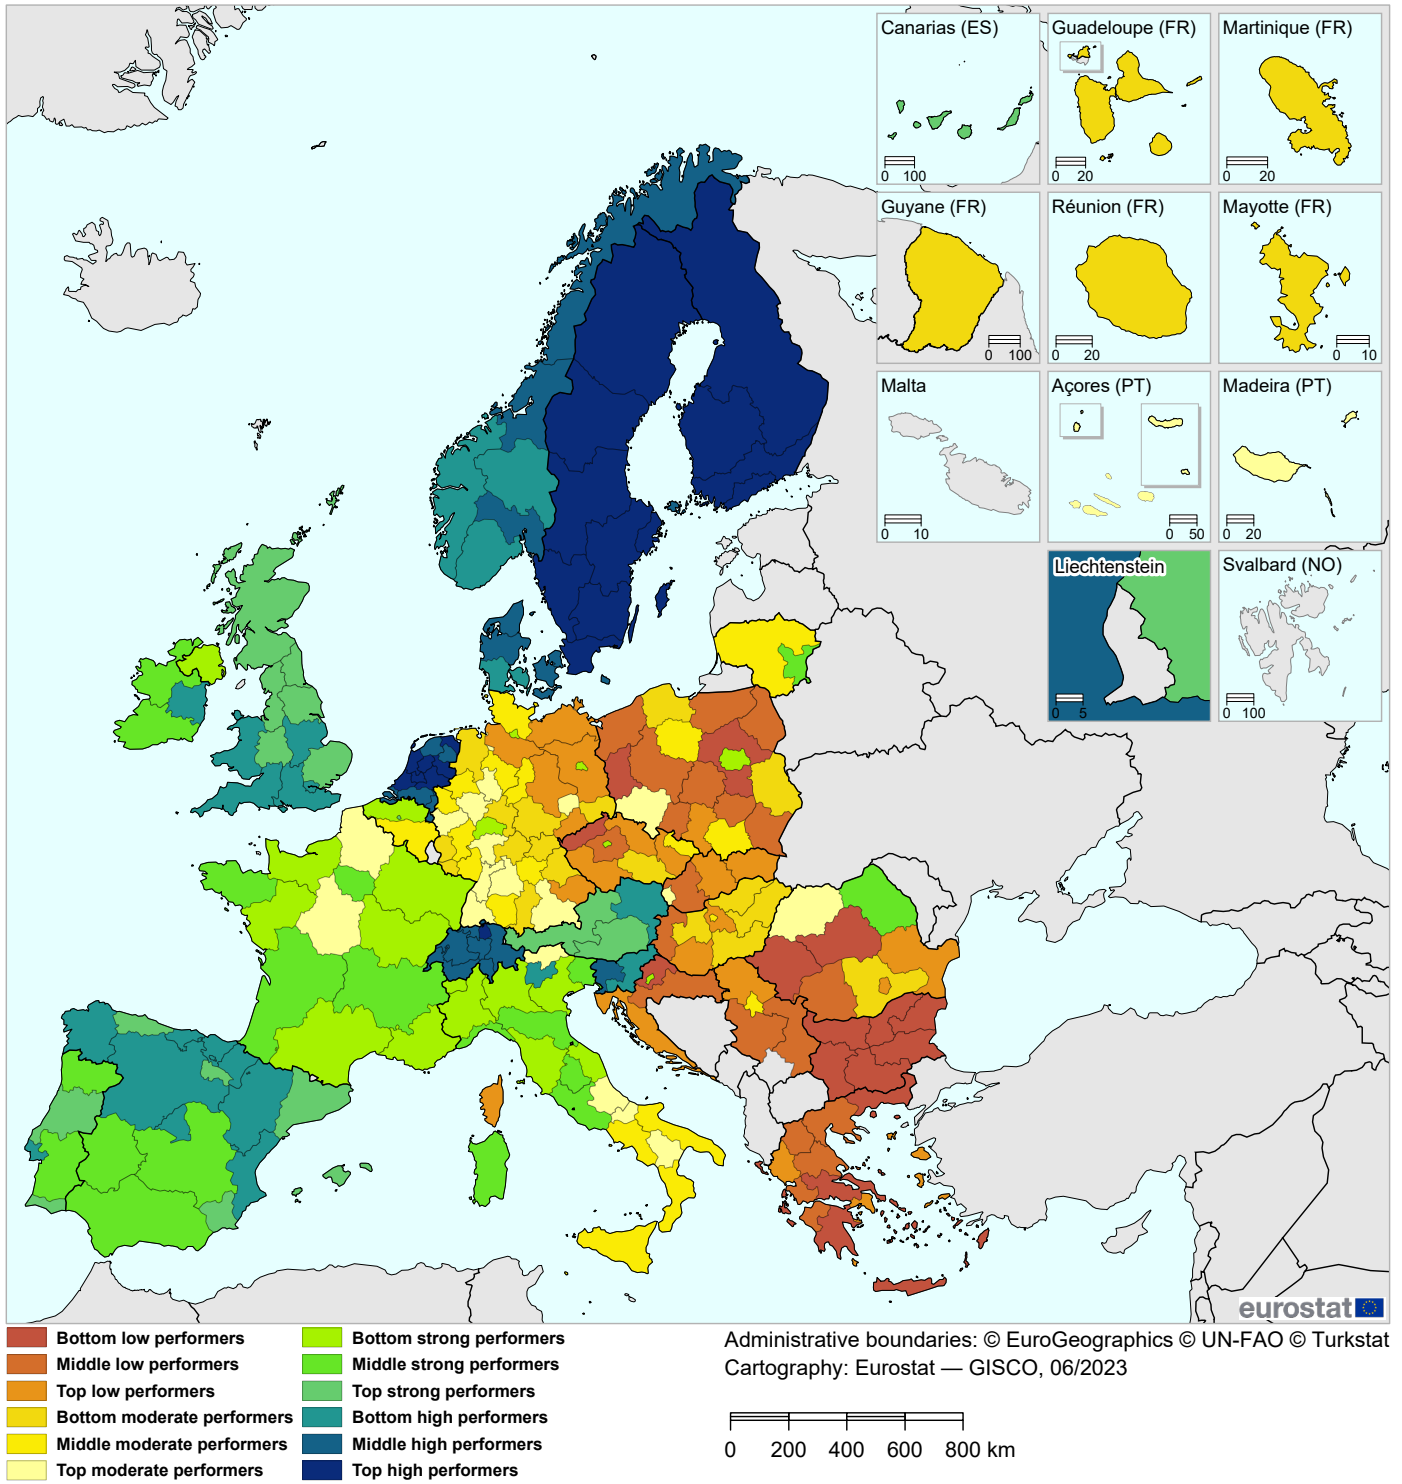 Canarias (ES)
0 100
Guadeloupe (FR)
0 20
Martinique (FR)
0 20
Guyane (FR)
0 100
Réunion (FR)
0 20
Mayotte (FR)
0 10
Malta
0 10
Açores (PT)
0 50
Madeira (PT)
0 20
Liechtenstein
0 5
Svalbard (NO)
0 100
eurostat
Bottom low performers
Middle low performers
Top low performers
Bottom moderate performers
Middle moderate performers
Top moderate performers
Bottom strong performers
Middle strong performers
Top strong performers
Bottom high performers
Middle high performers
Top high performers
Administrative boundaries: © EuroGeographics © UN-FAO © Turkstat
Cartography: Eurostat — GISCO, 06/2023
0 200 400 600 800 km